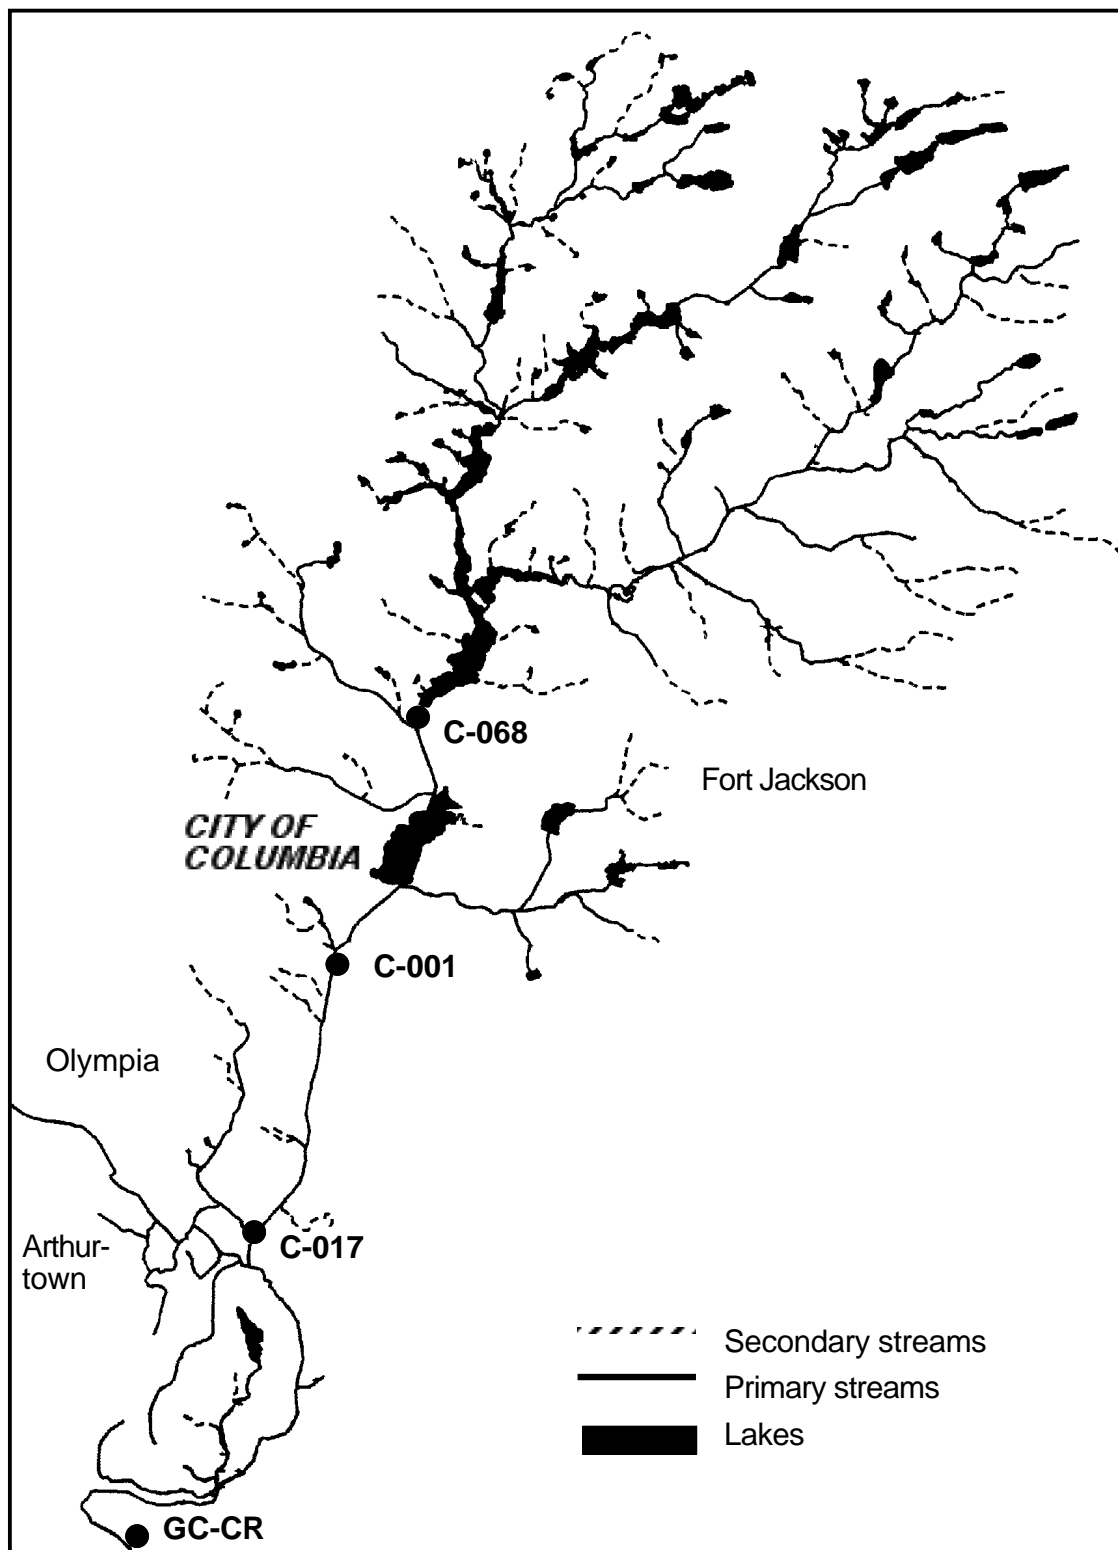 C-068
Fort Jackson
CITY OF
COLUMBIA
C-001
Olympia
C-017
Arthur-
town
Secondary streams
Primary streams
Lakes
GC-CR